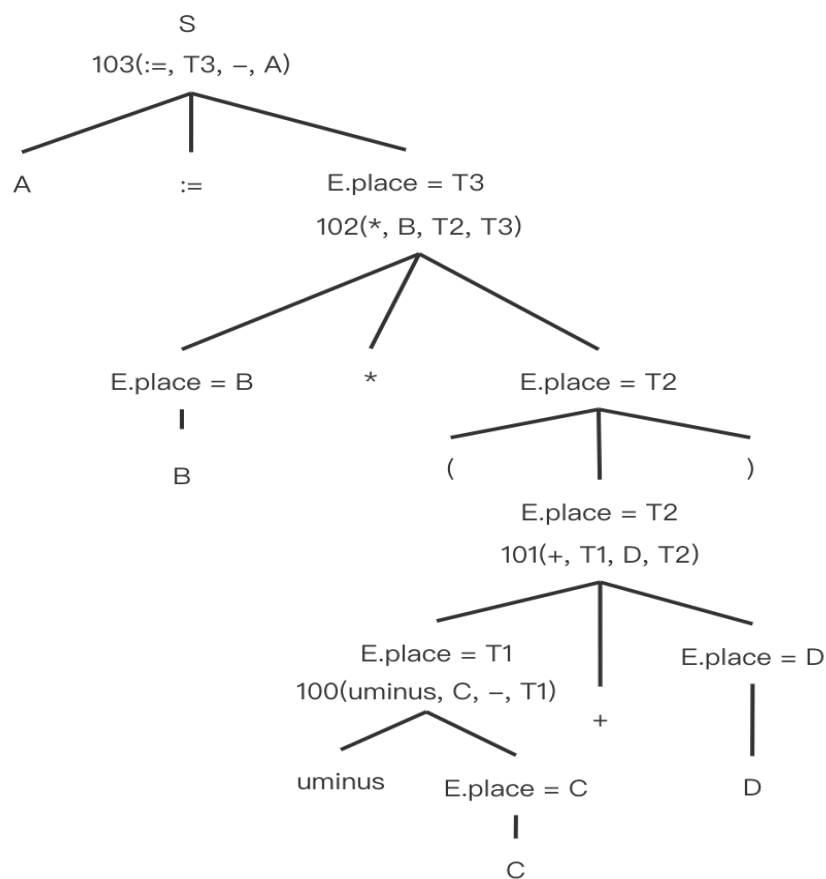 S
103(:=, T3, –, A)
A
:=
E.place = T3
102(*, B, T2, T3)
E.place = B
*
E.place = T2
B
(
)
E.place = T2
101(+, T1, D, T2)
E.place = T1
E.place = D
100(uminus, C, –, T1)
+
uminus
E.place = C
D
C